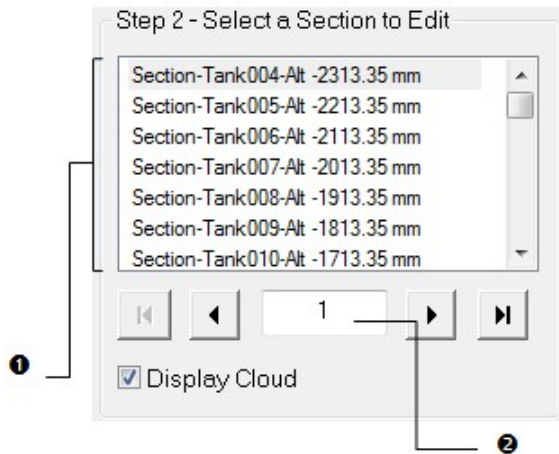 Step 2 - Select a Section to Edit
Section-Tank004-Alt -2313.35 mm
Section-Tank005-Alt -2213.35 mm
Section-Tank006-Alt -2113.35 mm
Section-Tank007-Alt -2013.35 mm
Section-Tank008-Alt -1913.35 mm
Section-Tank009-Alt -1813.35 mm
Section-Tank010-Alt -1713.35 mm
1
Display Cloud
❶
❷